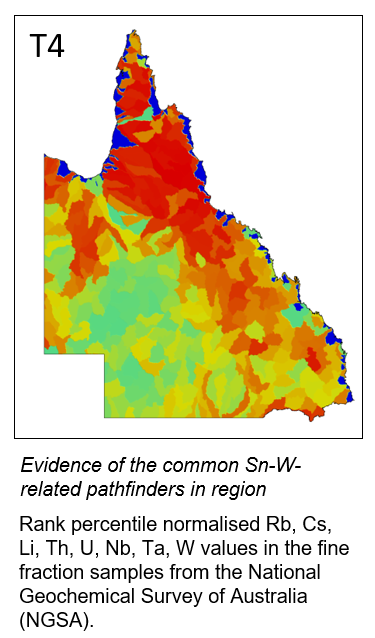 T4
Evidence of the common Sn-W-
related pathfinders in region
Rank percentile normalised Rb, Cs,
Li, Th, U, Nb, Ta, W values in the fine
fraction samples from the National
Geochemical Survey of Australia
(NGSA).